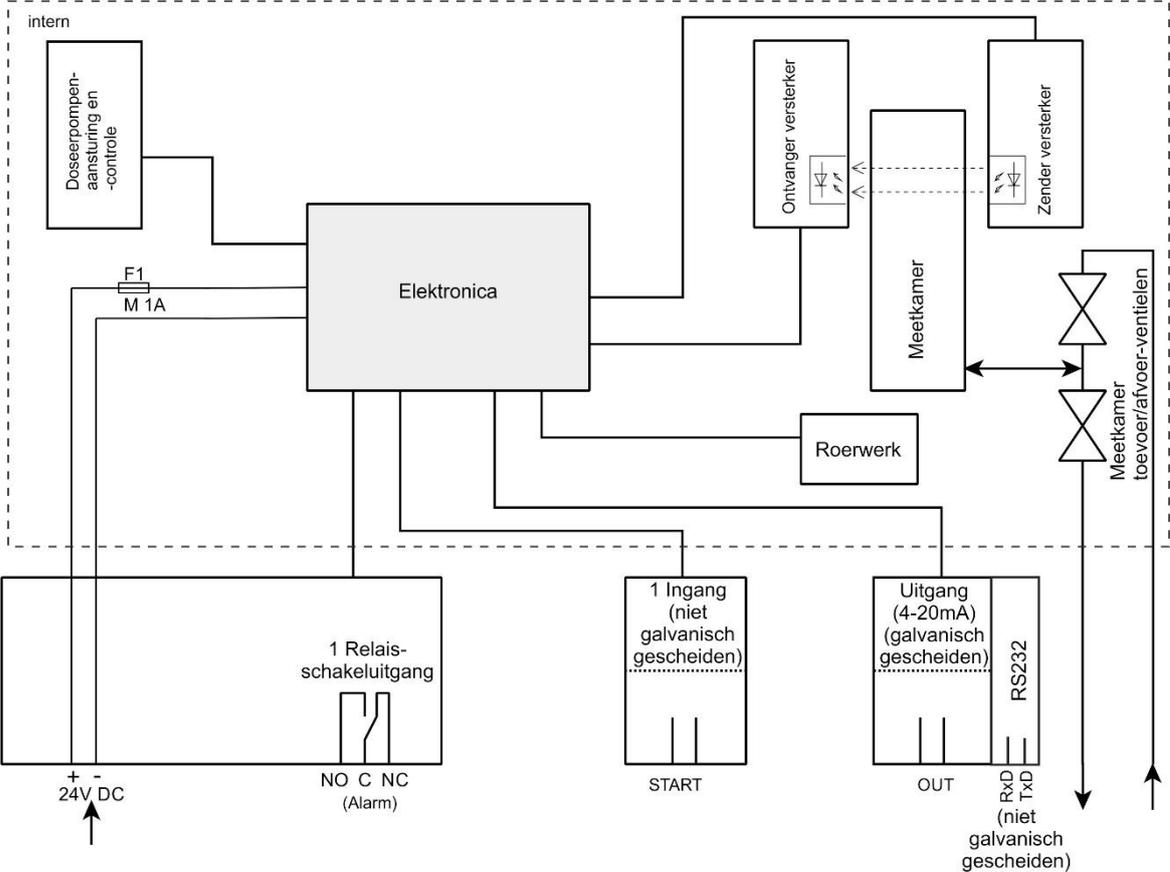 intern
Doseerpompen-
aansturing en
-controle
Ontvanger versterker
Zender versterker
Meetkamer
F1
M 1A
Elektronica
Meetkamer
toevoer/afvoer-ventielen
Roerwerk
1 Relais-
schakeluitgang
NO C NC
(Alarm)
+ -
24V DC
1 Ingang
(niet
galvanisch
gescheiden)
START
Uitgang
(4-20mA)
(galvanisch
gescheiden)
OUT
RS232
RxD
TxD
(niet
galvanisch
gescheiden)